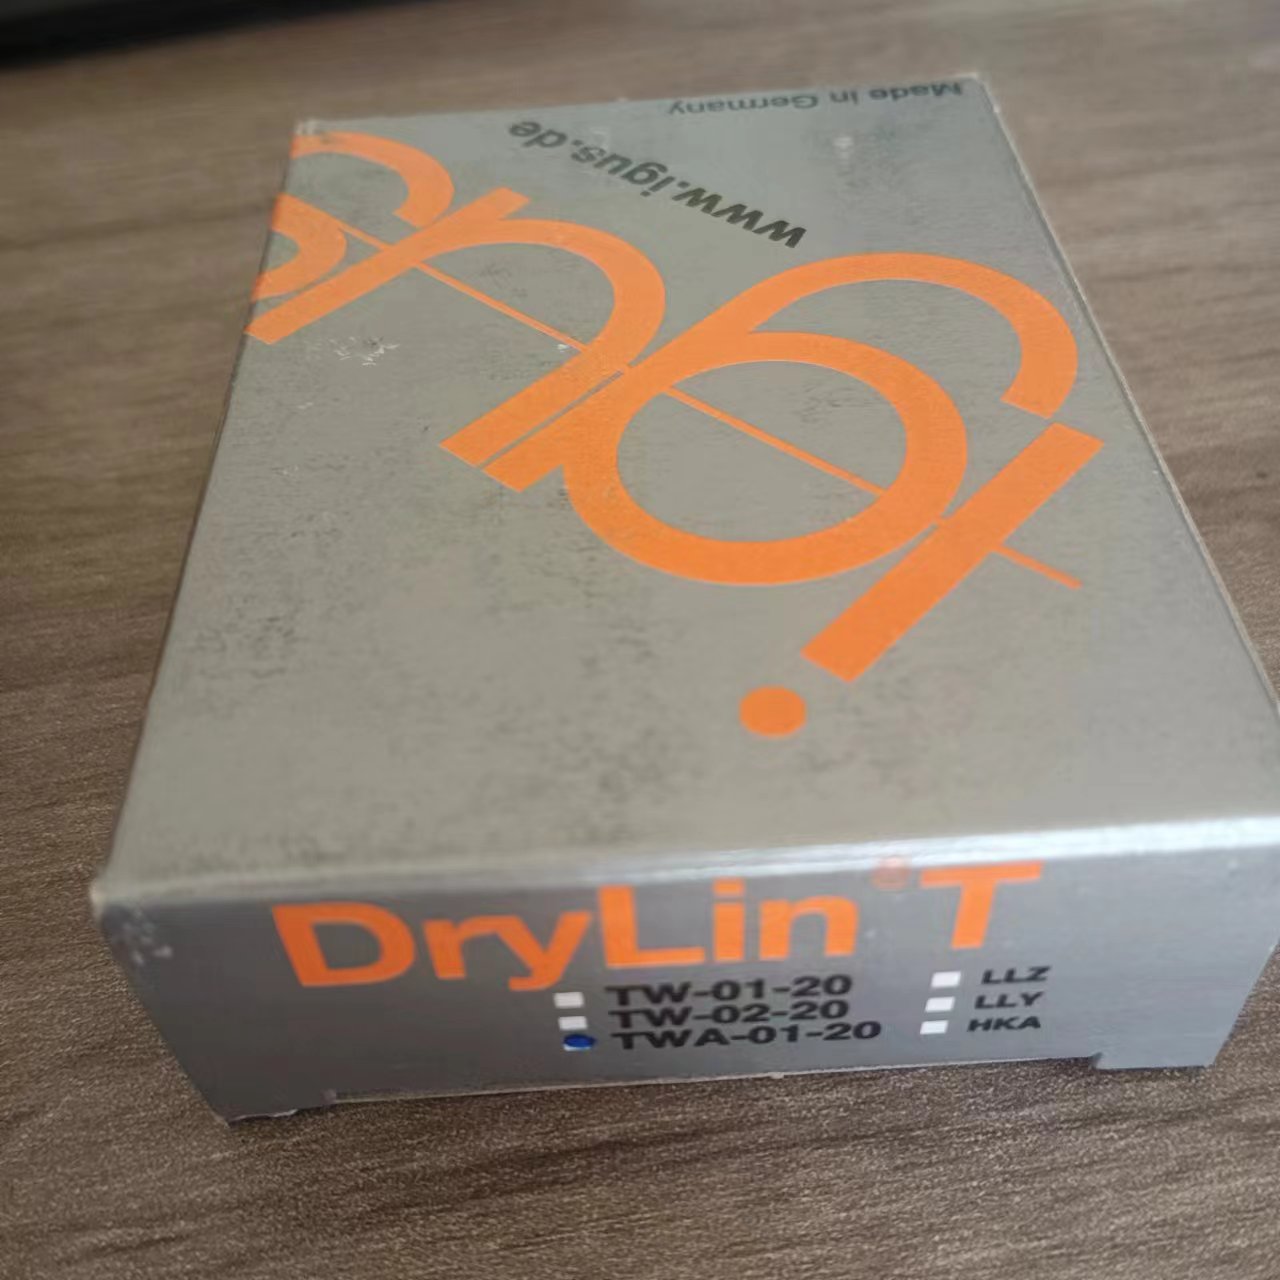 Made in Germany
www.igus.de
igus
DryLin® T
TW-01-20
TW-02-20
TWA-01-20
LLZ
LLY
HKA